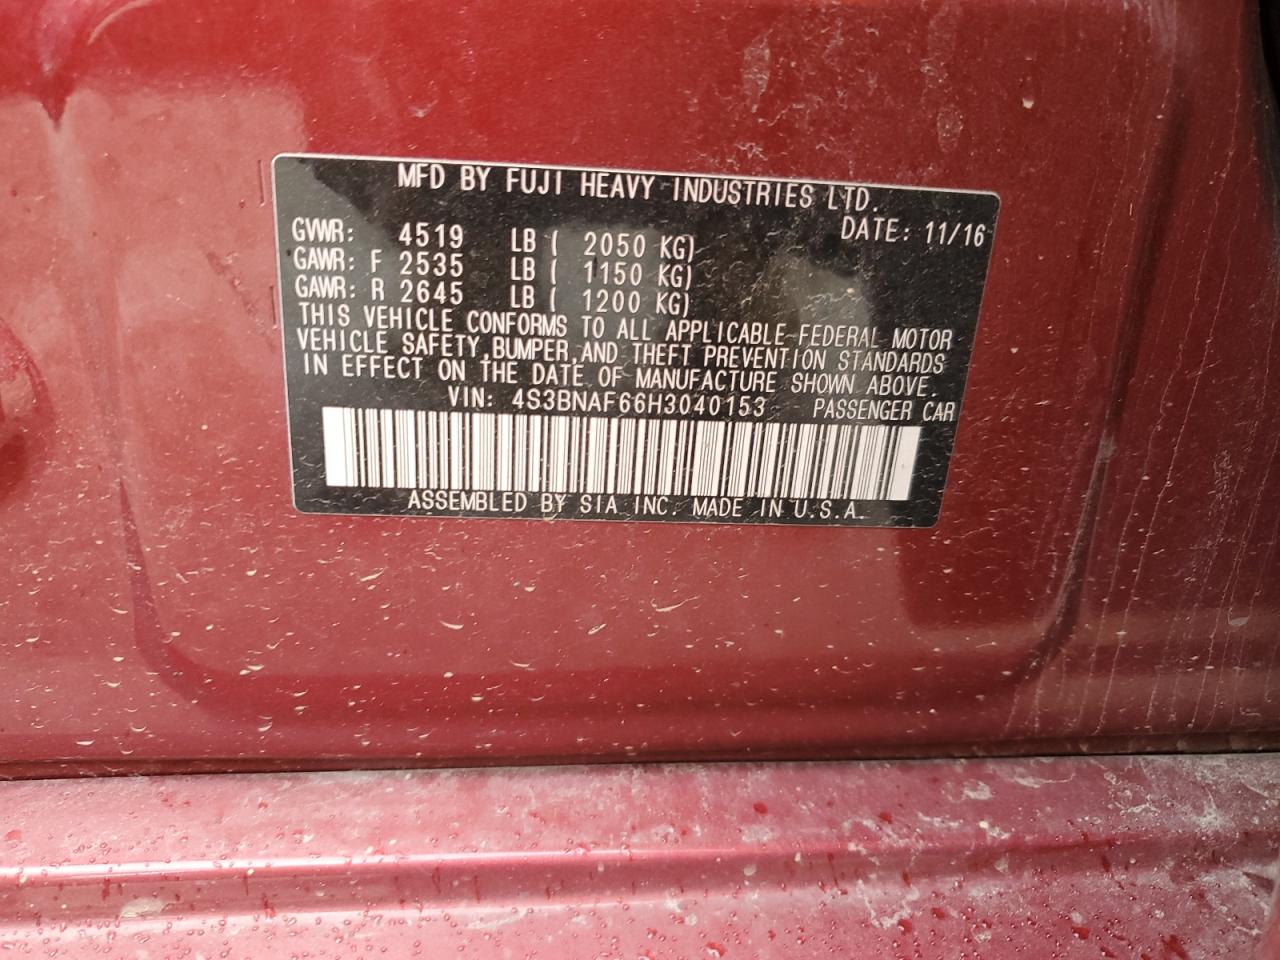 MFD BY FUJI HEAVY INDUSTRIES LTD.
DATE: 11/16
GVWR: 4519 LB ( 2050 KG)
GAWR: F 2535 LB ( 1150 KG)
GAWR: R 2645 LB ( 1200 KG)
THIS VEHICLE CONFORMS TO ALL APPLICABLE FEDERAL MOTOR
VEHICLE SAFETY,BUMPER,AND THEFT PREVENTION STANDARDS
IN EFFECT ON THE DATE OF MANUFACTURE SHOWN ABOVE.
VIN: 4S3BNAF66H3040153 PASSENGER CAR
ASSEMBLED BY SIA INC. MADE IN U.S.A.